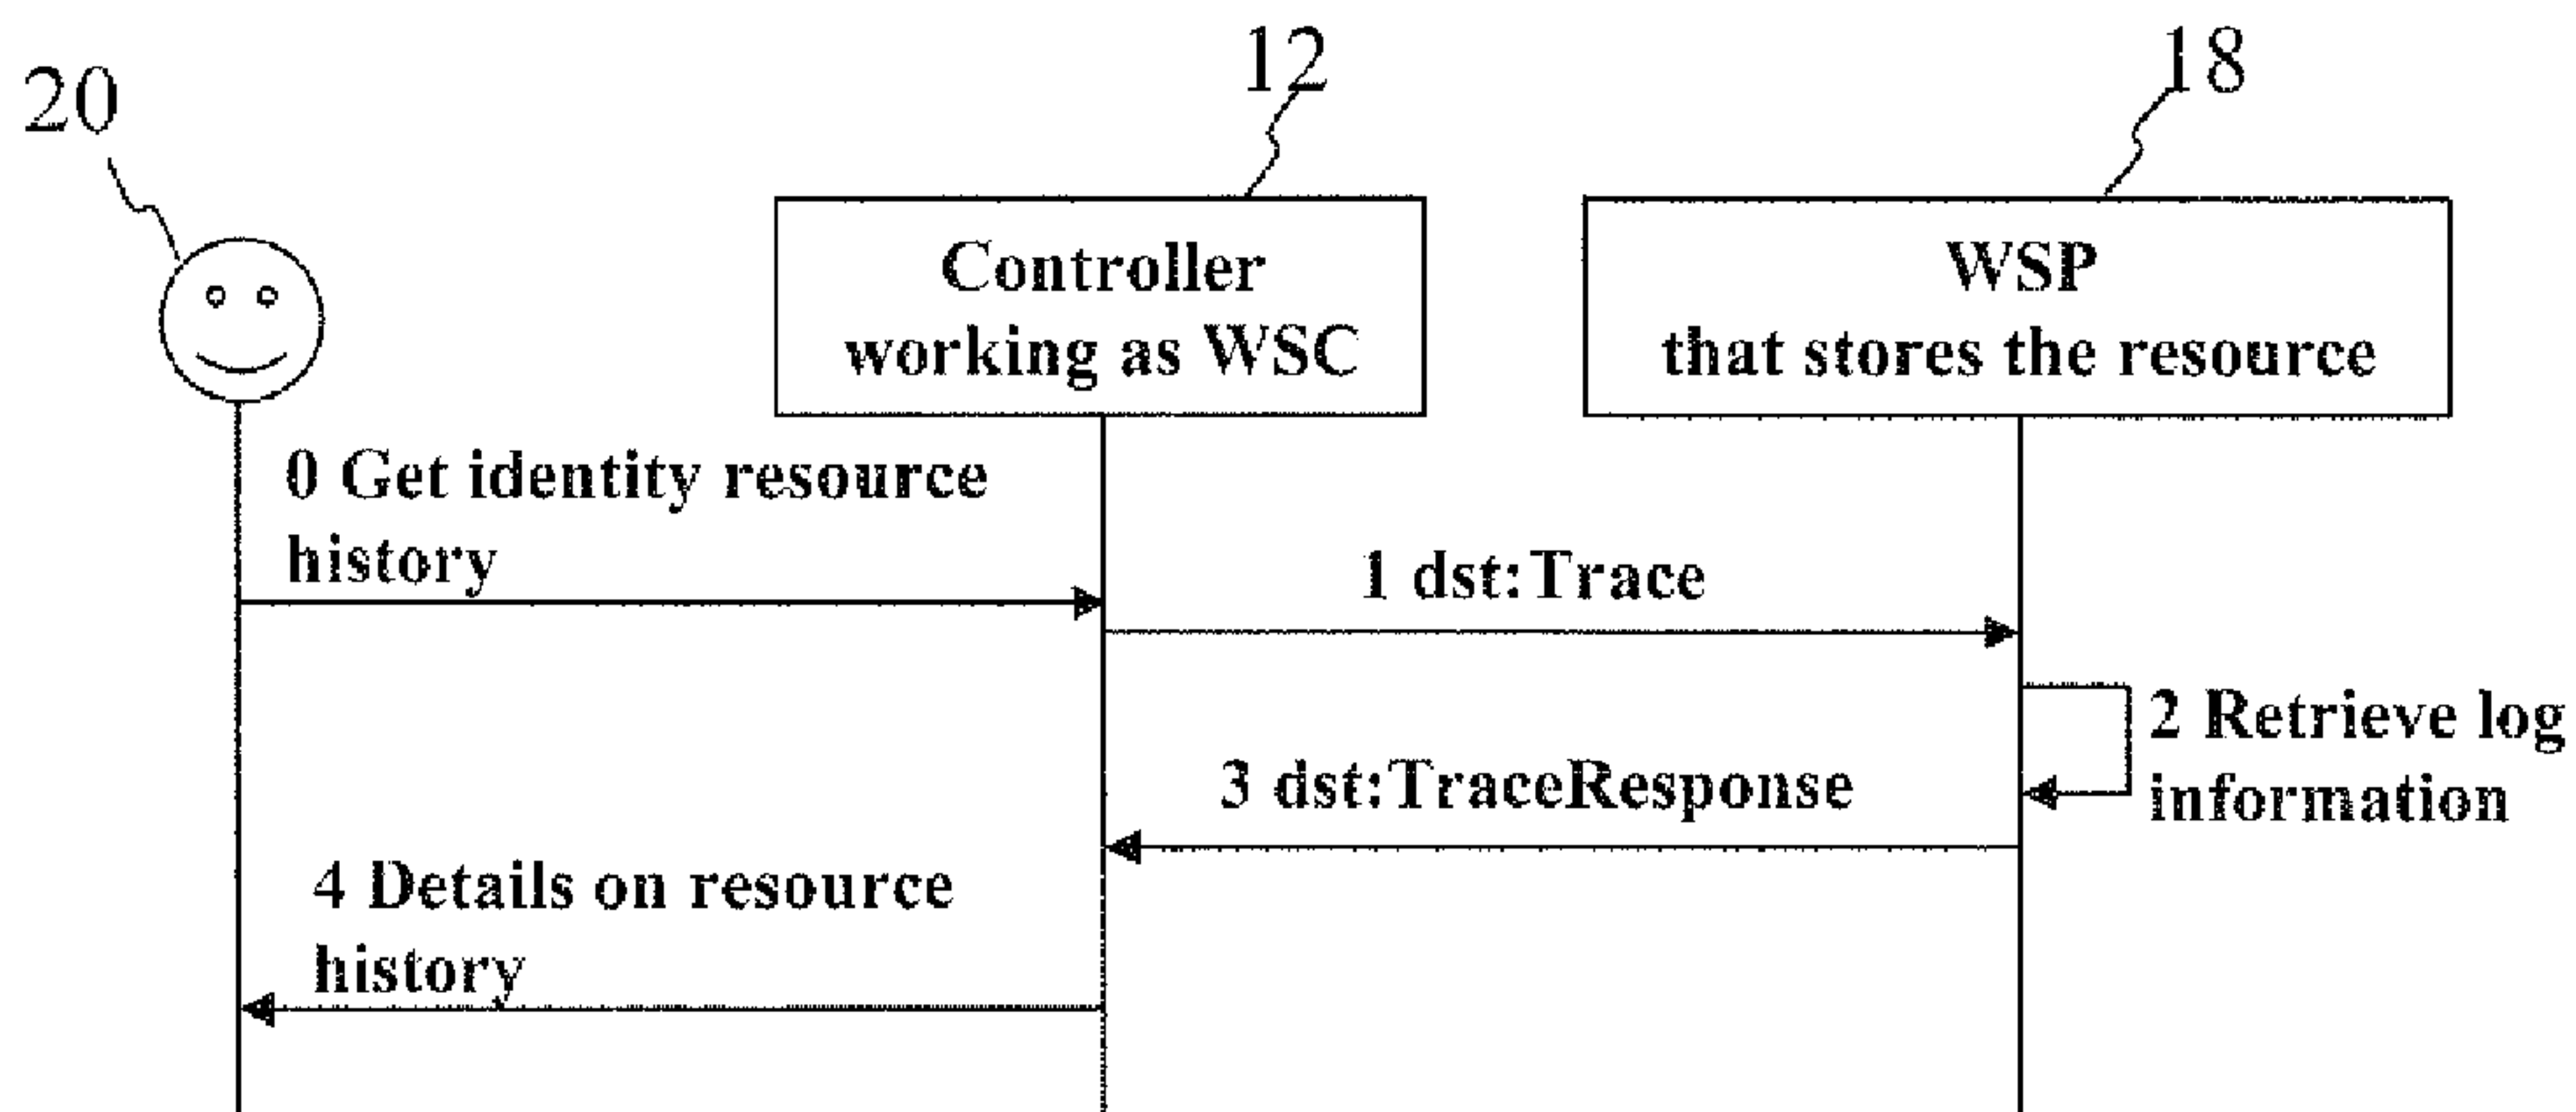 20
12
18
Controller
working as WSC
WSP
that stores the resource
0 Get identity resource
history
1 dst:Trace
2 Retrieve log
information
3 dst:TraceResponse
4 Details on resource
history